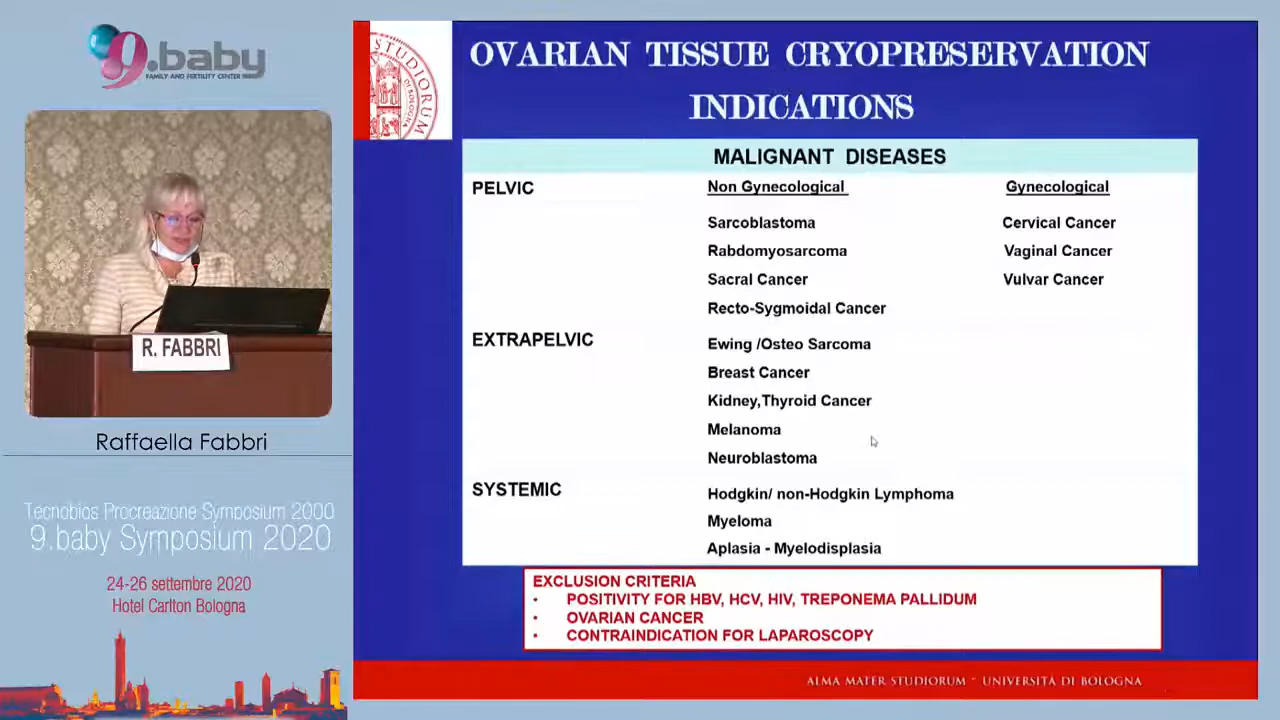 9.baby
FAMILY AND FERTILITY CENTER
R. FABBRI
Raffaella Fabbri
Tecnobios Procreazione Symposium 2000
9.baby Symposium 2020
24-26 settembre 2020
Hotel Carlton Bologna
STUDIORUM
OVARIAN TISSUE CRYOPRESERVATION
INDICATIONS
MALIGNANT DISEASES
PELVIC Non Gynecological Gynecological
Sarcoblastoma Cervical Cancer
Rabdomyosarcoma Vaginal Cancer
Sacral Cancer Vulvar Cancer
Recto-Sygmoidal Cancer
EXTRAPELVIC Ewing /Osteo Sarcoma
Breast Cancer
Kidney,Thyroid Cancer
Melanoma
Neuroblastoma
SYSTEMIC Hodgkin/ non-Hodgkin Lymphoma
Myeloma
Aplasia - Myelodisplasia
EXCLUSION CRITERIA
• POSITIVITY FOR HBV, HCV, HIV, TREPONEMA PALLIDUM
• OVARIAN CANCER
• CONTRAINDICATION FOR LAPAROSCOPY
ALMA MATER STUDIORUM ~ UNIVERSITÀ DI BOLOGNA